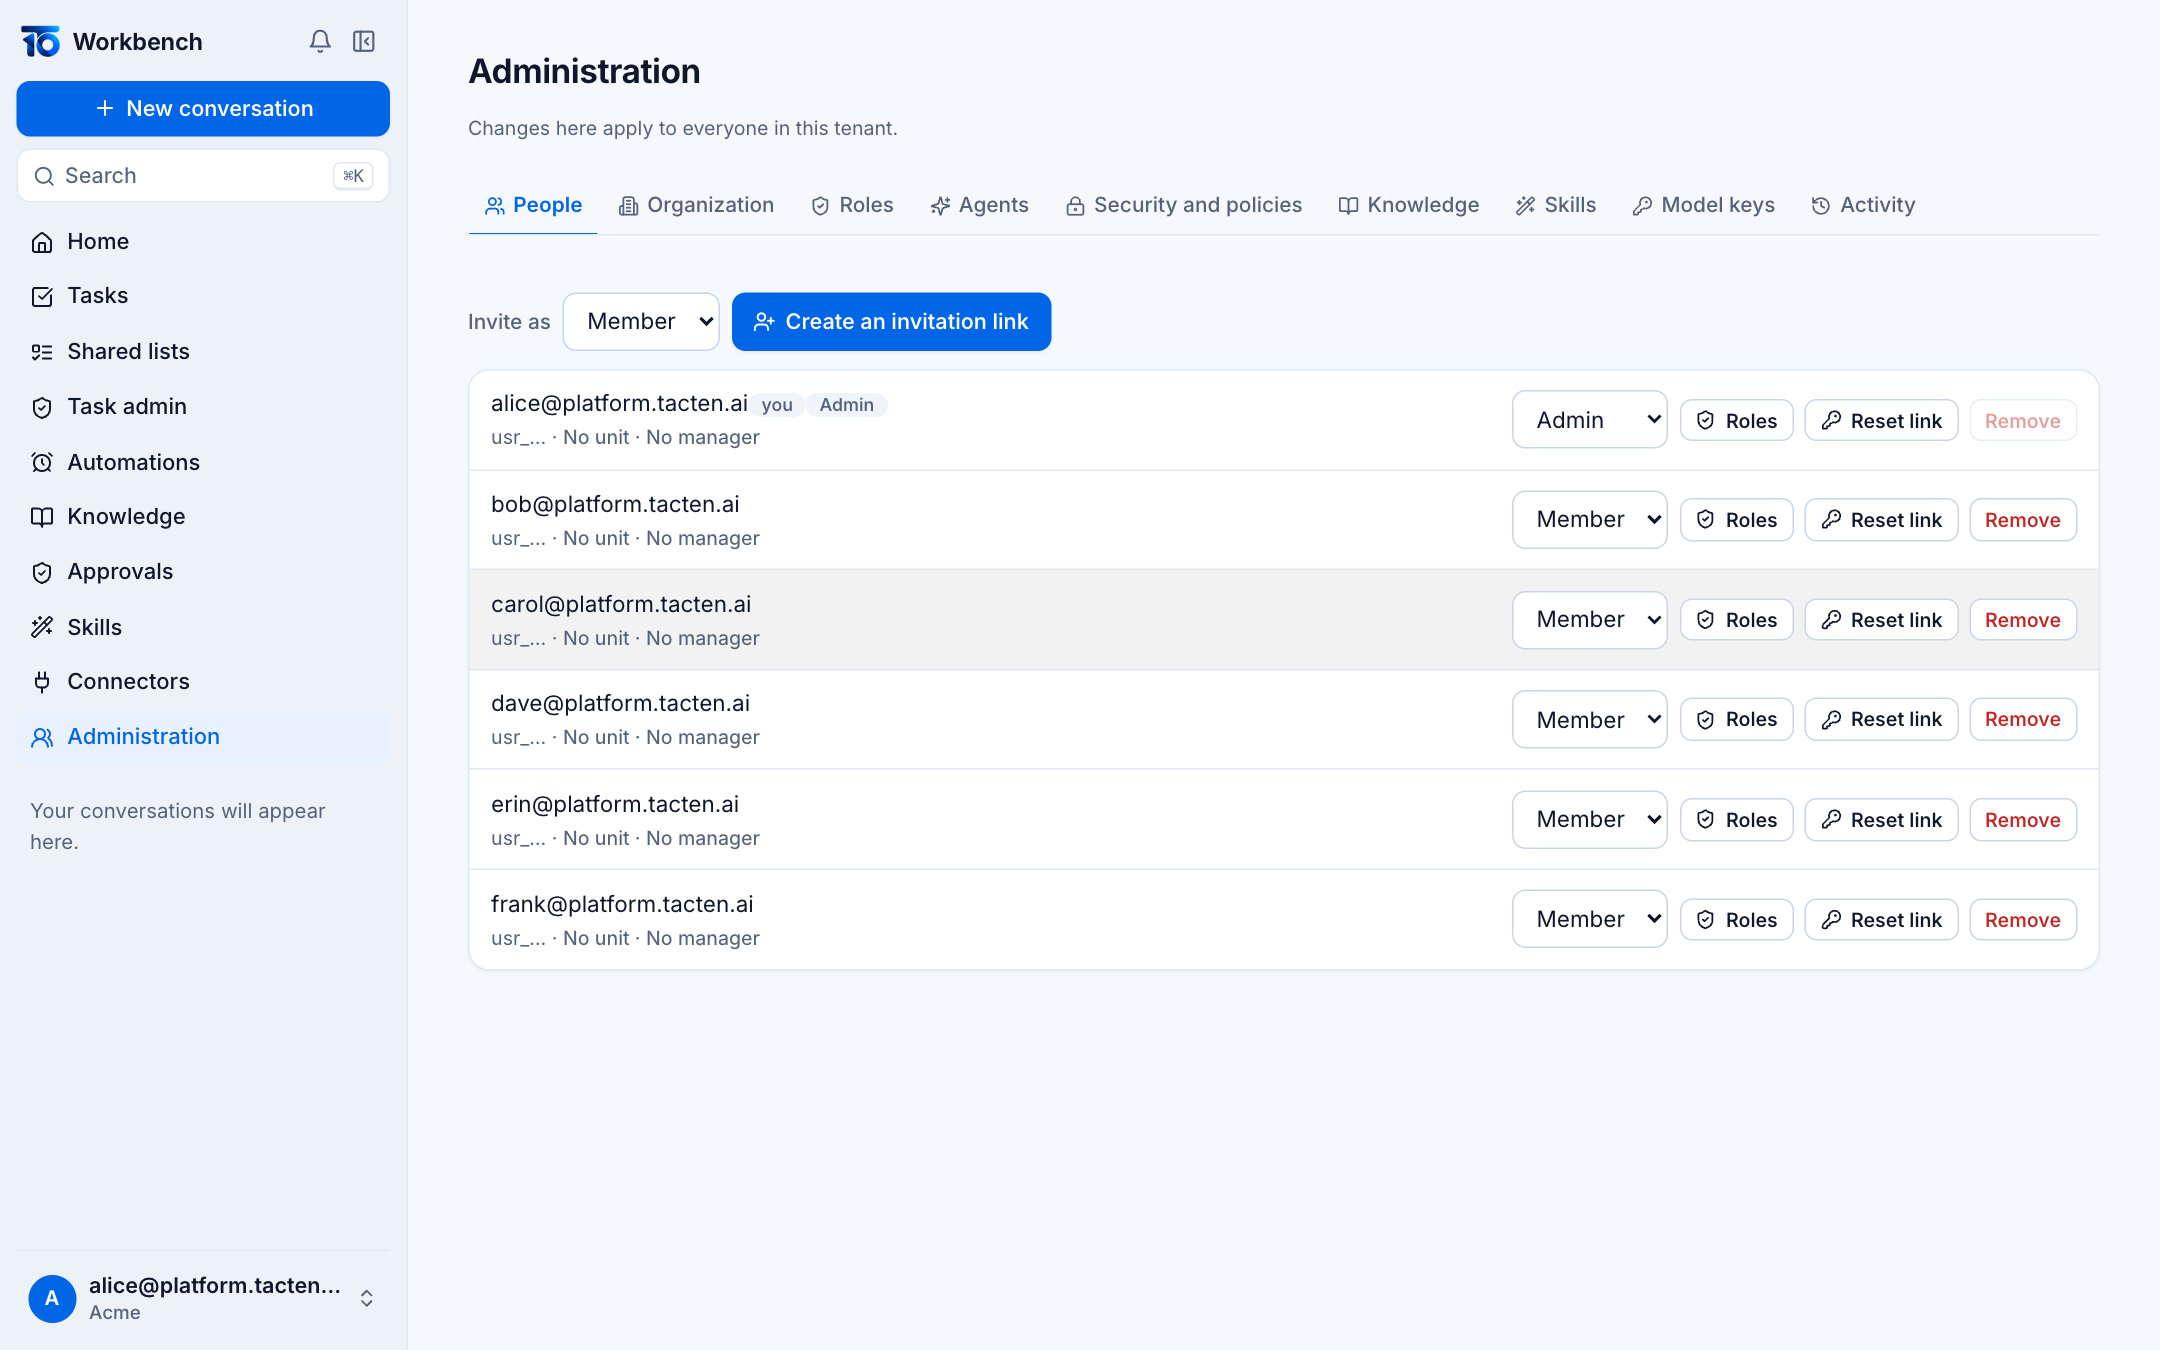 Workbench
New conversation
Search ⌘K
Home
Tasks
Shared lists
Task admin
Automations
Knowledge
Approvals
Skills
Connectors
Administration
Your conversations will appear
here.
A
alice@platform.tacten...
Acme
Administration
Changes here apply to everyone in this tenant.
People Organization Roles Agents Security and policies Knowledge Skills Model keys Activity
Invite as Member Create an invitation link
alice@platform.tacten.ai you Admin
usr_... · No unit · No manager
Admin Roles Reset link Remove
bob@platform.tacten.ai
usr_... · No unit · No manager
Member Roles Reset link Remove
carol@platform.tacten.ai
usr_... · No unit · No manager
Member Roles Reset link Remove
dave@platform.tacten.ai
usr_... · No unit · No manager
Member Roles Reset link Remove
erin@platform.tacten.ai
usr_... · No unit · No manager
Member Roles Reset link Remove
frank@platform.tacten.ai
usr_... · No unit · No manager
Member Roles Reset link Remove